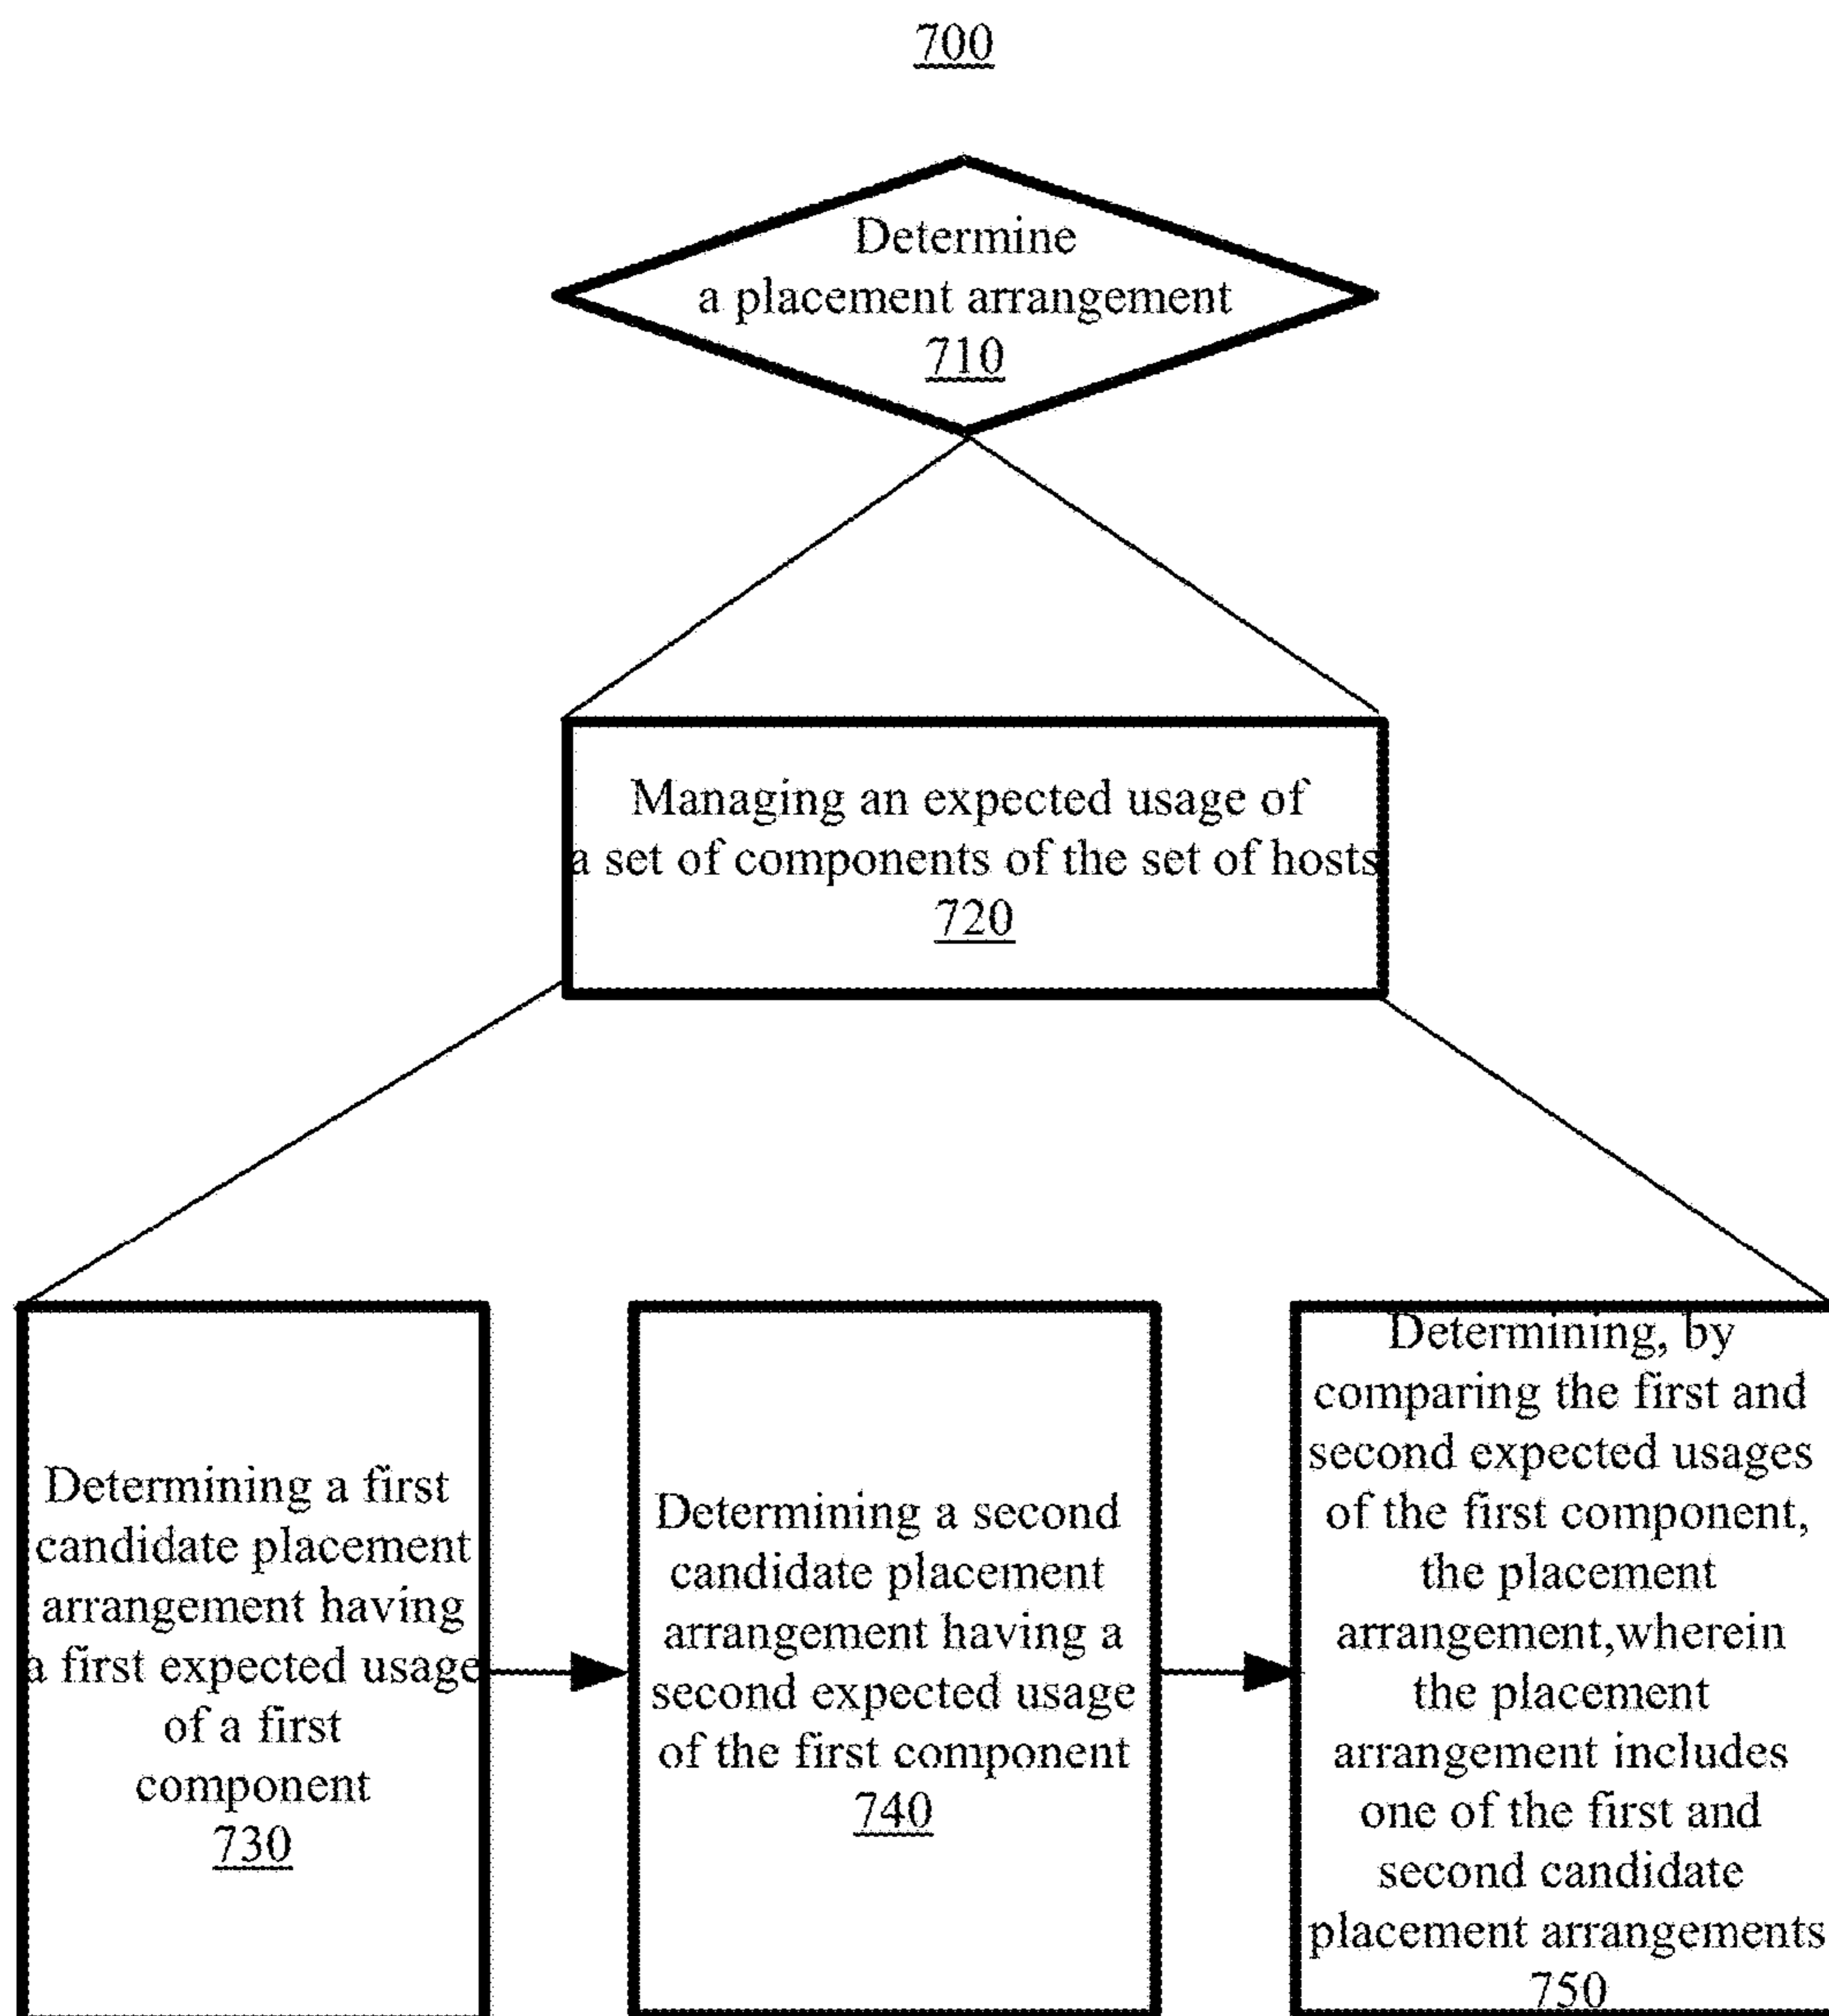 700
Determine
a placement arrangement
710
Managing an expected usage of
a set of components of the set of hosts
720
Determining a first
candidate placement
arrangement having
a first expected usage
of a first
component
730
Determining a second
candidate placement
arrangement having a
second expected usage
of the first component
740
Determining, by
comparing the first and
second expected usages
of the first component,
the placement
arrangement,wherein
the placement
arrangement includes
one of the first and
second candidate
placement arrangements
750